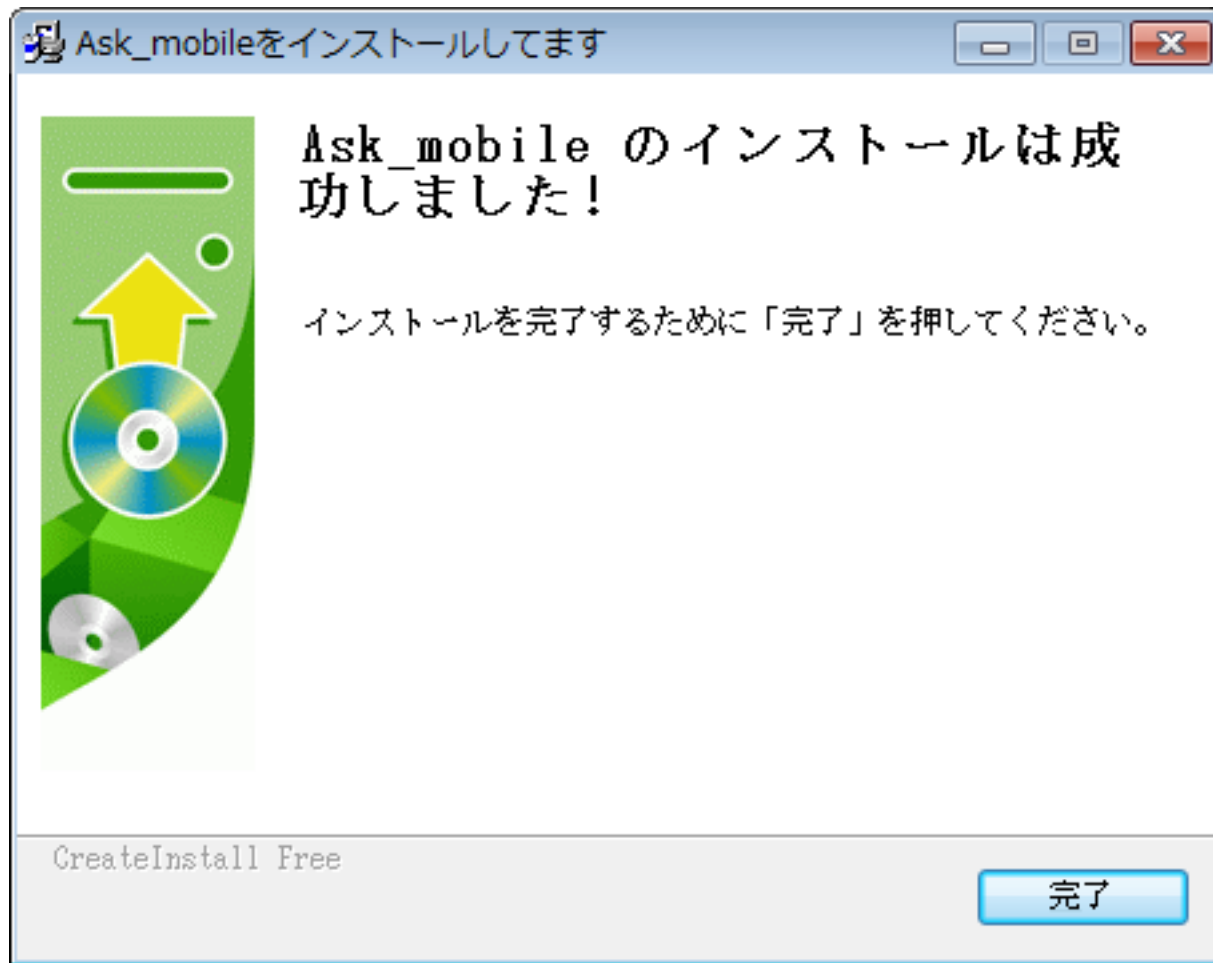 Ask_mobileをインストールしてます
Ask_mobile のインストールは成
功しました!
インストールを完了するために「完了」を押してください。
CreateInstall Free
完了